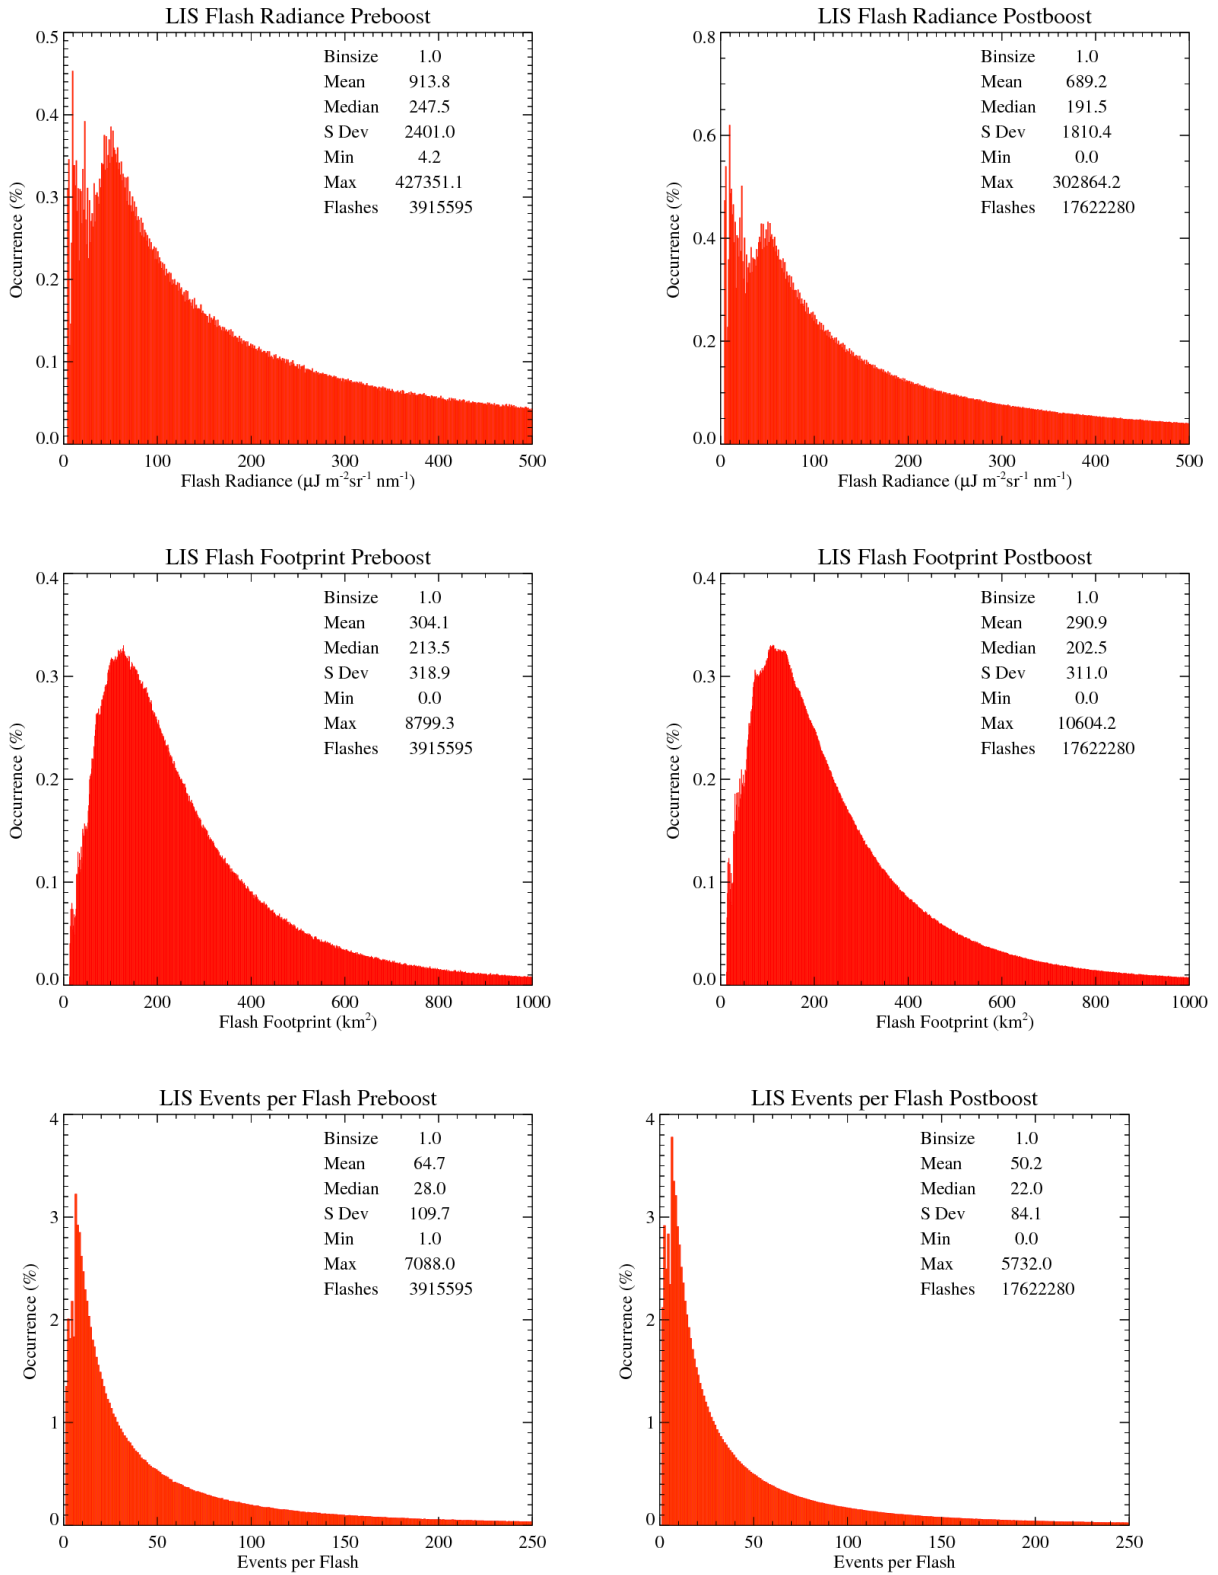 LIS Flash Radiance Preboost
0.5
0.4
0.3
0.2
0.1
0.0
Occurrence (%)
Binsize 1.0
Mean 913.8
Median 247.5
S Dev 2401.0
Min 4.2
Max 427351.1
Flashes 3915595
0 100 200 300 400 500
Flash Radiance (μJ m⁻²sr⁻¹ nm⁻¹)
LIS Flash Radiance Postboost
0.8
0.6
0.4
0.2
0.0
Occurrence (%)
Binsize 1.0
Mean 689.2
Median 191.5
S Dev 1810.4
Min 0.0
Max 302864.2
Flashes 17622280
0 100 200 300 400 500
Flash Radiance (μJ m⁻²sr⁻¹ nm⁻¹)
LIS Flash Footprint Preboost
0.4
0.3
0.2
0.1
0.0
Occurrence (%)
Binsize 1.0
Mean 304.1
Median 213.5
S Dev 318.9
Min 0.0
Max 8799.3
Flashes 3915595
0 200 400 600 800 1000
Flash Footprint (km²)
LIS Flash Footprint Postboost
0.4
0.3
0.2
0.1
0.0
Occurrence (%)
Binsize 1.0
Mean 290.9
Median 202.5
S Dev 311.0
Min 0.0
Max 10604.2
Flashes 17622280
0 200 400 600 800 1000
Flash Footprint (km²)
LIS Events per Flash Preboost
4
3
2
1
0
Occurrence (%)
Binsize 1.0
Mean 64.7
Median 28.0
S Dev 109.7
Min 1.0
Max 7088.0
Flashes 3915595
0 50 100 150 200 250
Events per Flash
LIS Events per Flash Postboost
4
3
2
1
0
Occurrence (%)
Binsize 1.0
Mean 50.2
Median 22.0
S Dev 84.1
Min 0.0
Max 5732.0
Flashes 17622280
0 50 100 150 200 250
Events per Flash